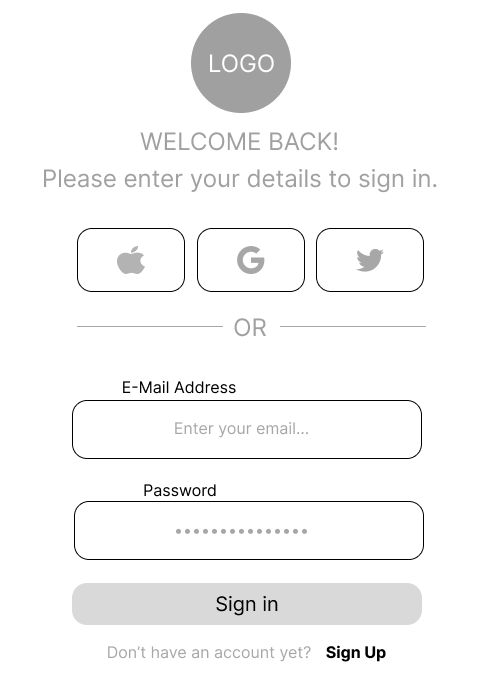 LOGO
WELCOME BACK!
Please enter your details to sign in.
OR
E-Mail Address
Enter your email...
Password
Sign in
Don’t have an account yet? Sign Up